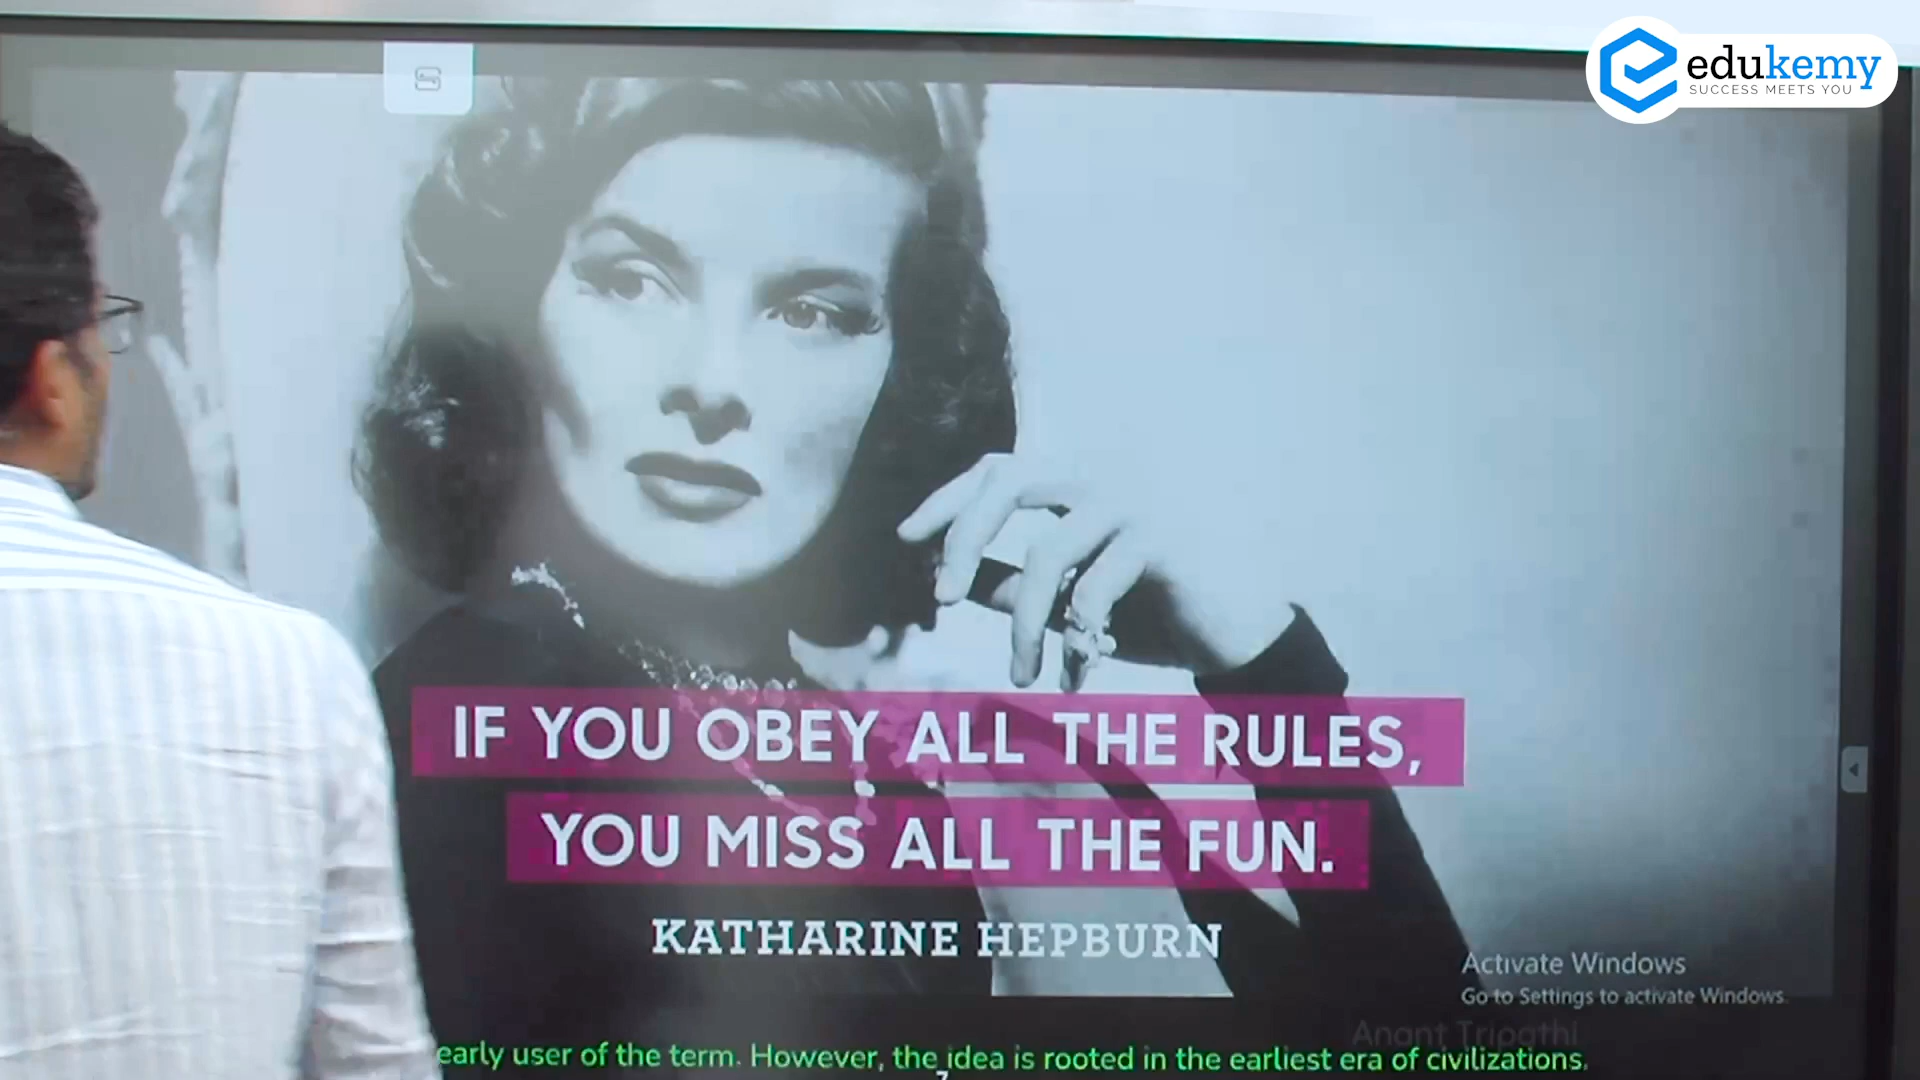 edukemy
SUCCESS MEETS YOU
IF YOU OBEY ALL THE RULES,
YOU MISS ALL THE FUN.
KATHARINE HEPBURN
Activate Windows
Go to Settings to activate Windows.
Anant Tripathi
early user of the term. However, the idea is rooted in the earliest era of civilizations.